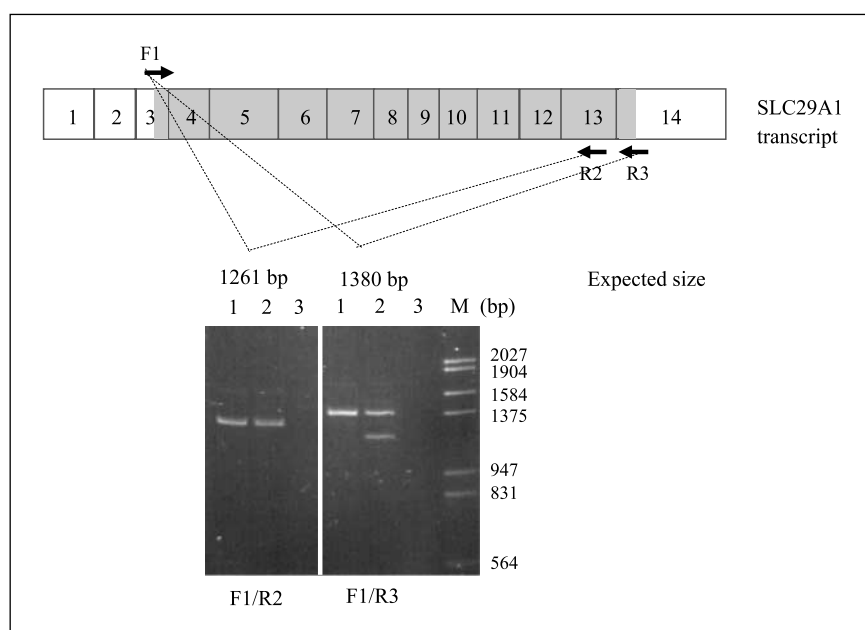 F1
1 2 3 4 5 6 7 8 9 10 11 12 13 14
SLC29A1
transcript
R2 R3
1261 bp 1380 bp Expected size
1 2 3 1 2 3 M (bp)
2027
1904
1584
1375
947
831
564
F1/R2 F1/R3